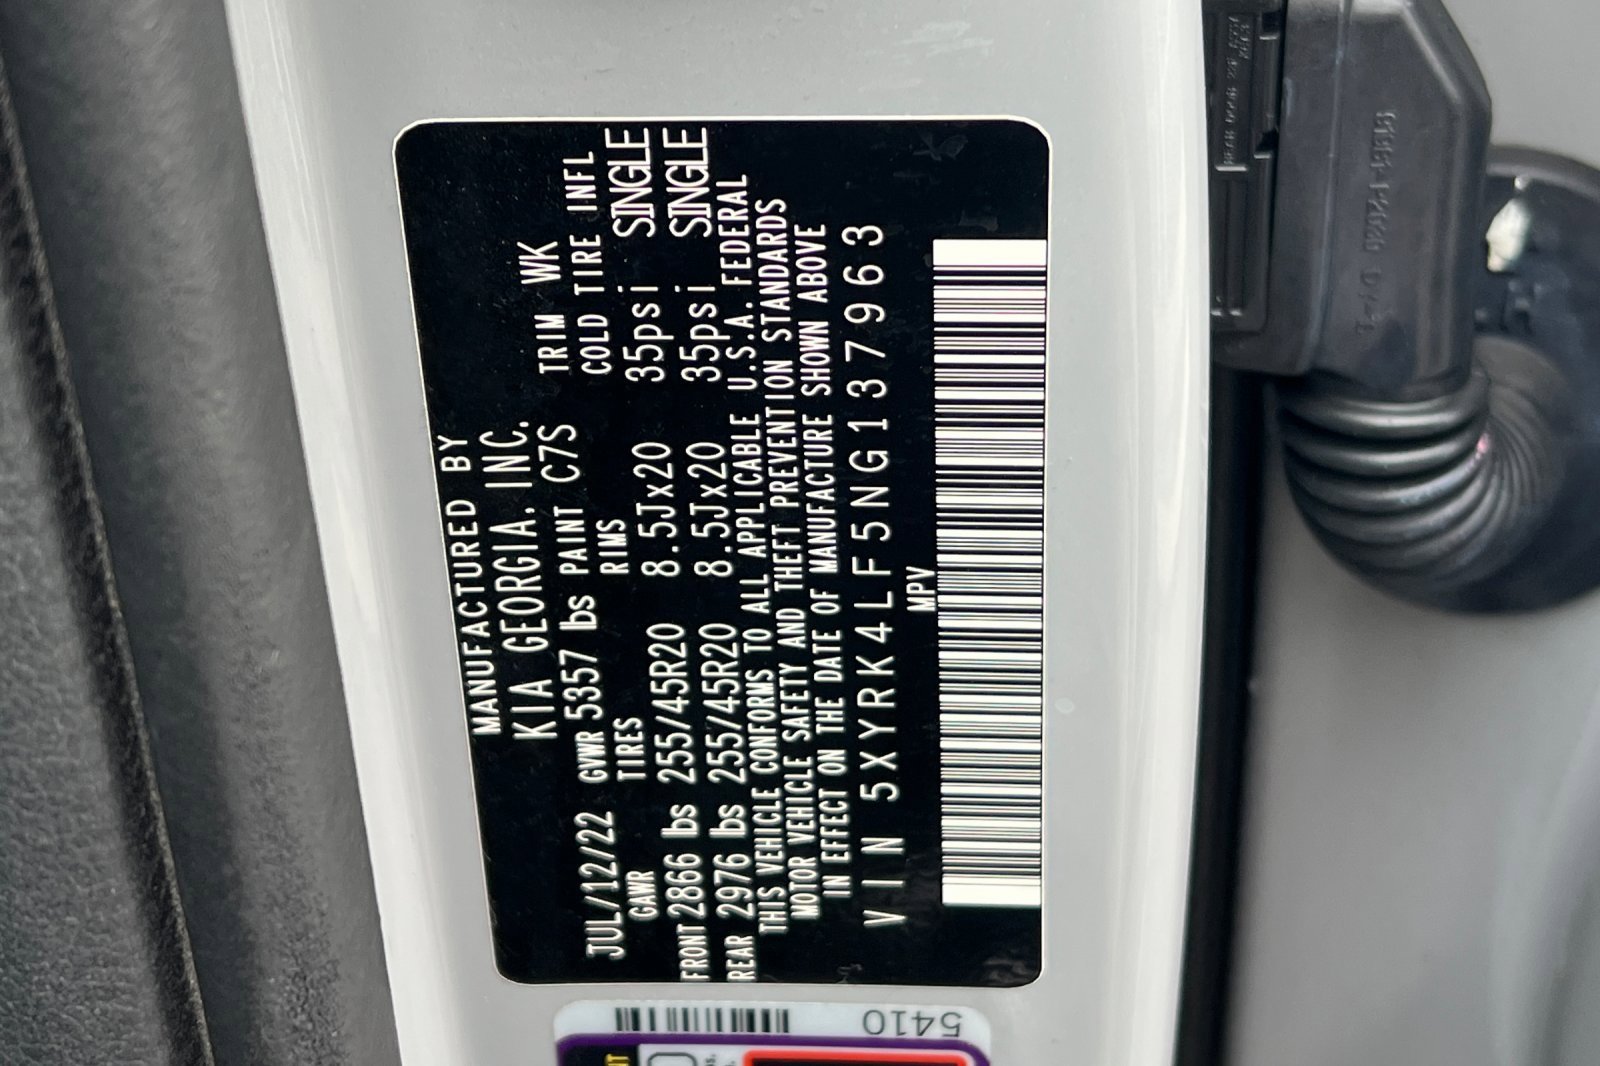 MANUFACTURED BY
KIA GEORGIA. INC.
JUL/12/22 GVWR 5357 lbs PAINT C7S TRIM WK
GAWR TIRES RIMS COLD TIRE INFL
FRONT 2866 lbs 255/45R20 8.5Jx20 35psi SINGLE
REAR 2976 lbs 255/45R20 8.5Jx20 35psi SINGLE
THIS VEHICLE CONFORMS TO ALL APPLICABLE U.S.A. FEDERAL
MOTOR VEHICLE SAFETY AND THEFT PREVENTION STANDARDS
IN EFFECT ON THE DATE OF MANUFACTURE SHOWN ABOVE
VIN 5XYRK4LF5NG137963
MPV
5410